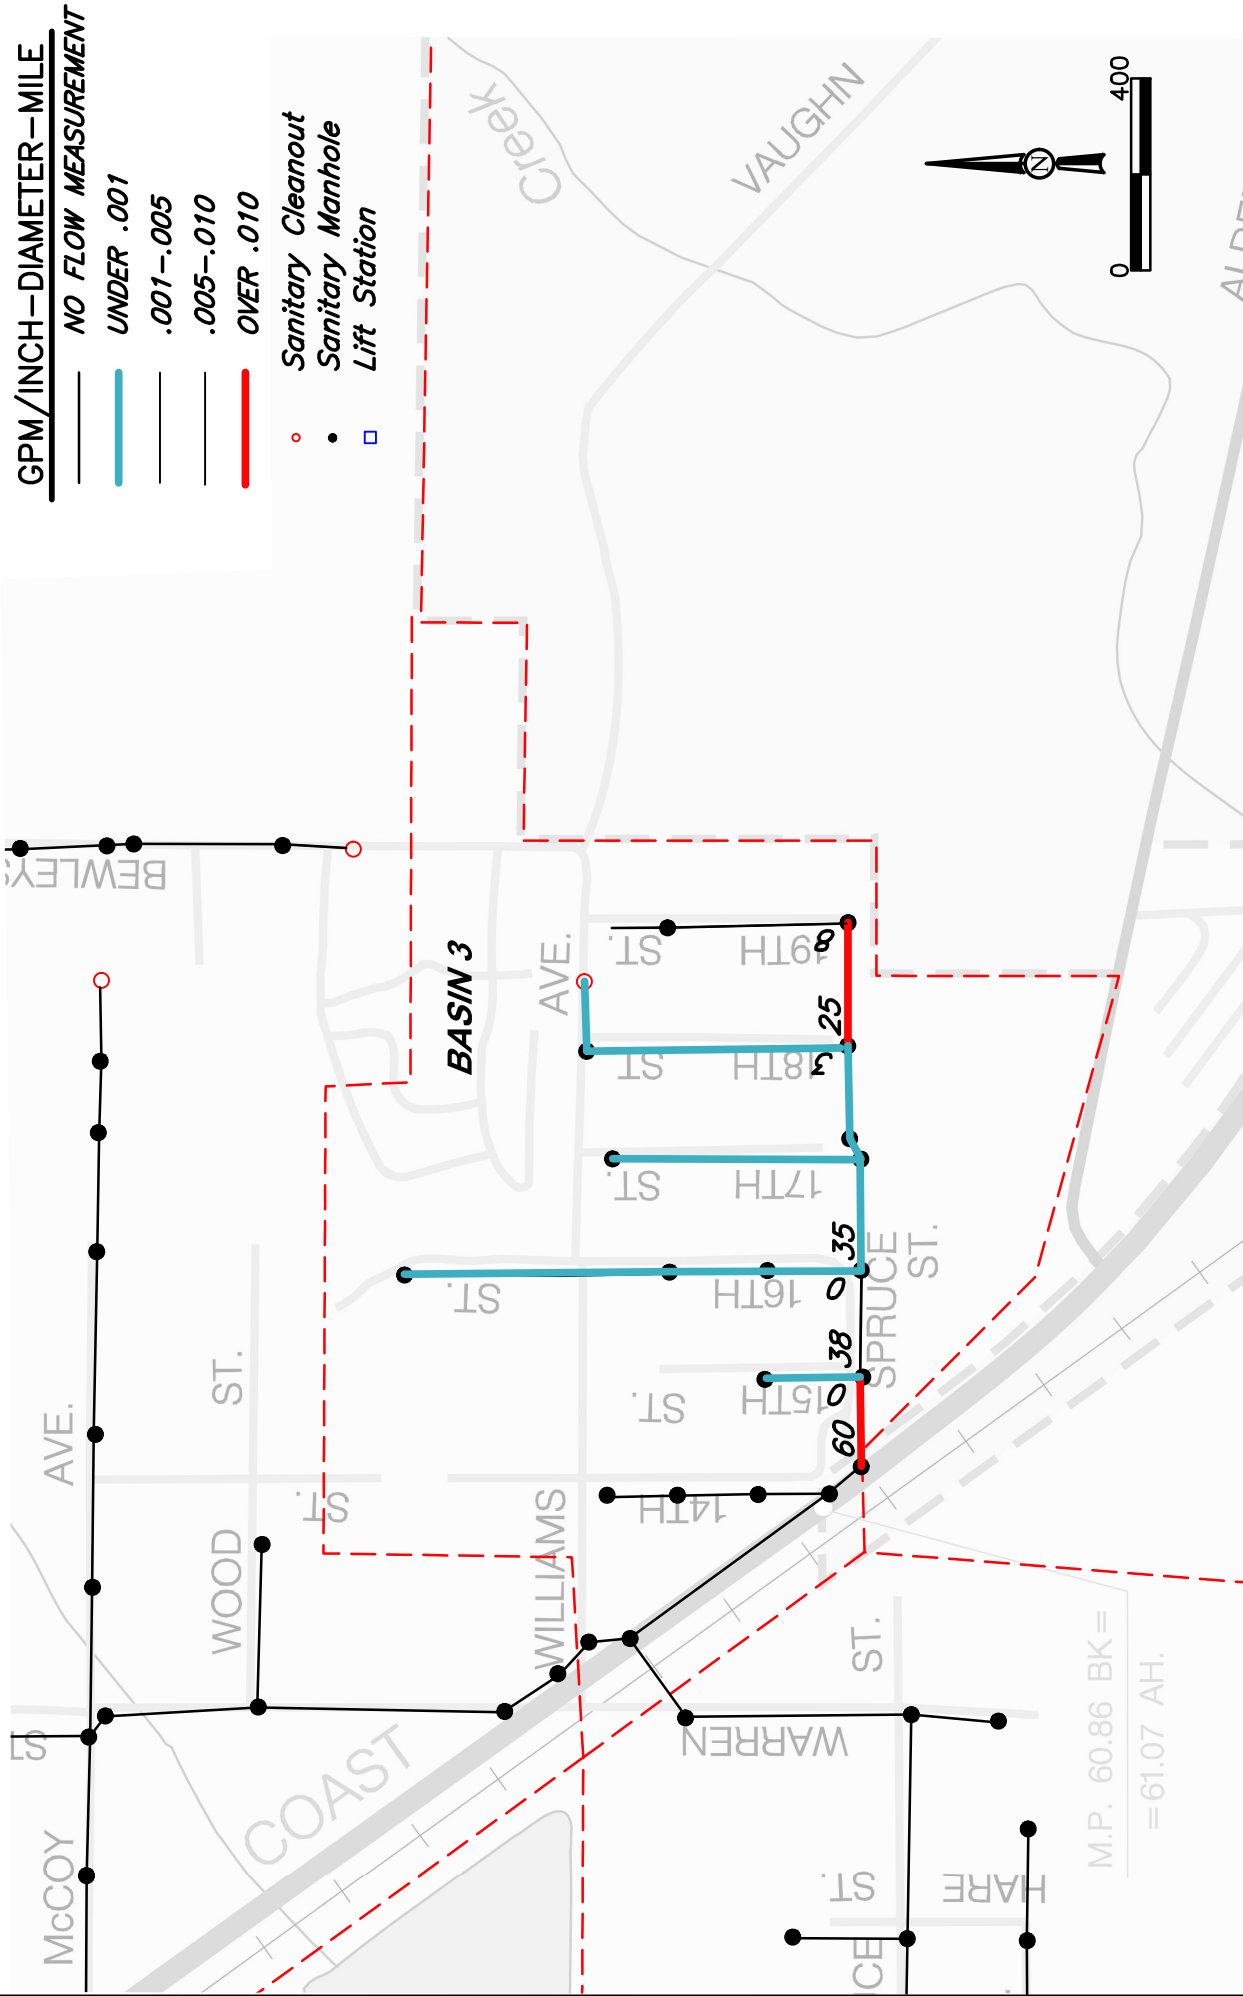 GPM/INCH-DIAMETER-MILE
NO FLOW MEASUREMENT
UNDER .001
.001-.005
.005-.010
OVER .010
Sanitary Cleanout
Sanitary Manhole
Lift Station
Creek
VAUGHN
N
0
400
BEWLEYS
BASIN 3
AVE.
19TH
ST.
8
25
18TH
ST
3
17TH
ST.
35
0
16TH
ST.
SPRUCE
ST.
38
0
15TH
ST.
60
14TH
ST.
WILLIAMS
WOOD
ST.
McCOY
AVE.
COAST
WARREN
ST.
HARE
ST.
M.P. 60.86 BK=
=61.07 AH.